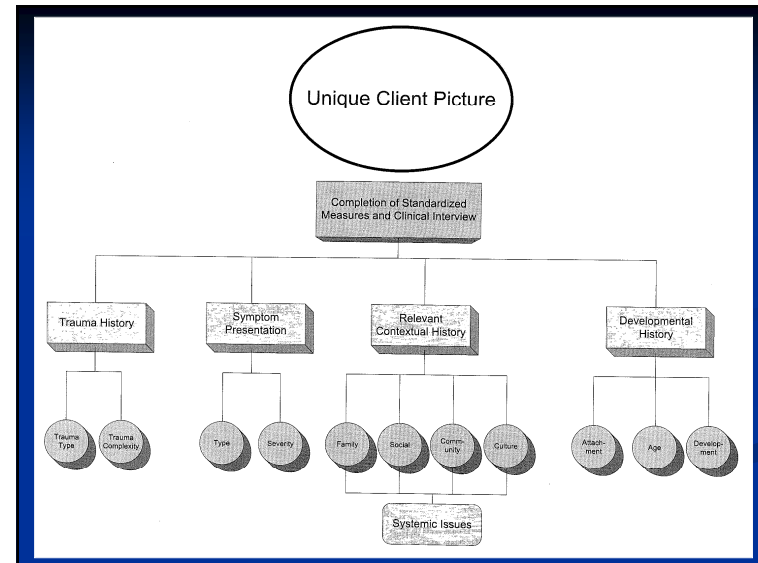 Unique Client Picture
Completion of Standardized
Measures and Clinical Interview
Trauma History
Symptom
Presentation
Relevant
Contextual History
Developmental
History
Trauma
Type
Trauma
Complexity
Type
Severity
Family
Social
Comm-
unity
Culture
Attach-
ment
Age
Develop-
ment
Systemic Issues